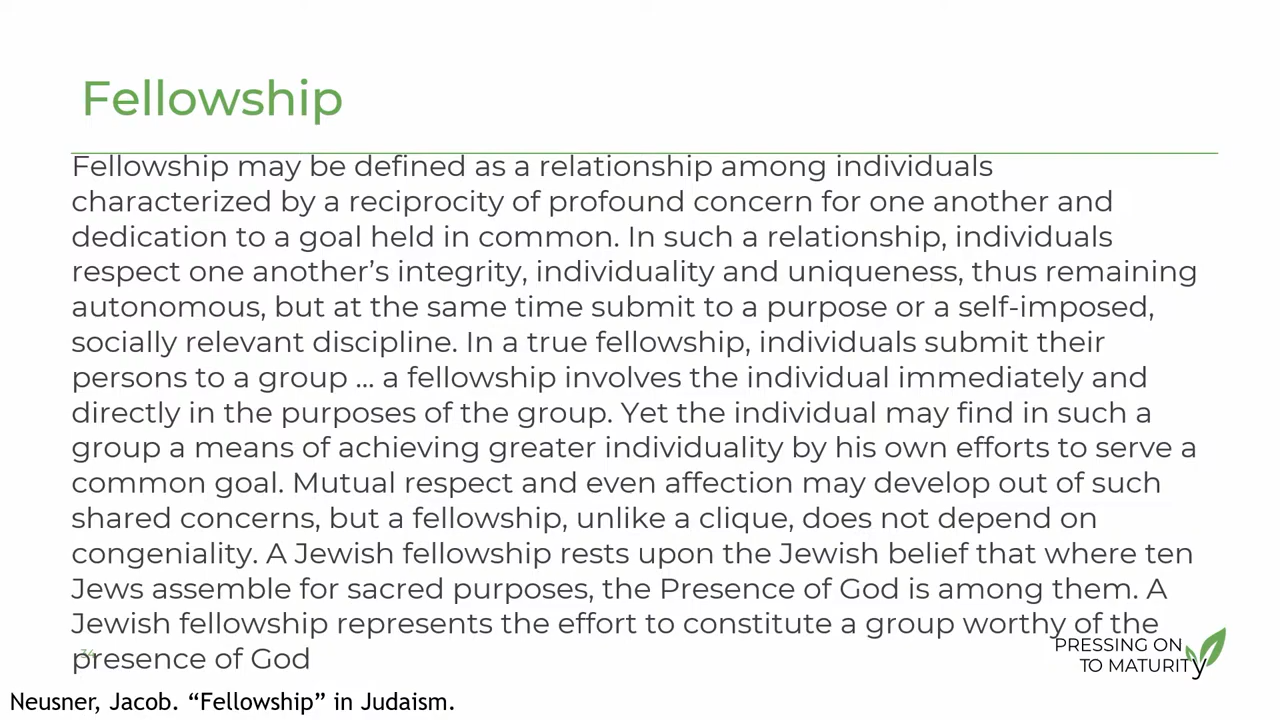 Fellowship
Fellowship may be defined as a relationship among individuals
characterized by a reciprocity of profound concern for one another and
dedication to a goal held in common. In such a relationship, individuals
respect one another’s integrity, individuality and uniqueness, thus remaining
autonomous, but at the same time submit to a purpose or a self-imposed,
socially relevant discipline. In a true fellowship, individuals submit their
persons to a group ... a fellowship involves the individual immediately and
directly in the purposes of the group. Yet the individual may find in such a
group a means of achieving greater individuality by his own efforts to serve a
common goal. Mutual respect and even affection may develop out of such
shared concerns, but a fellowship, unlike a clique, does not depend on
congeniality. A Jewish fellowship rests upon the Jewish belief that where ten
Jews assemble for sacred purposes, the Presence of God is among them. A
Jewish fellowship represents the effort to constitute a group worthy of the
presence of God
34
PRESSING ON
TO MATURITy
Neusner, Jacob. “Fellowship” in Judaism.